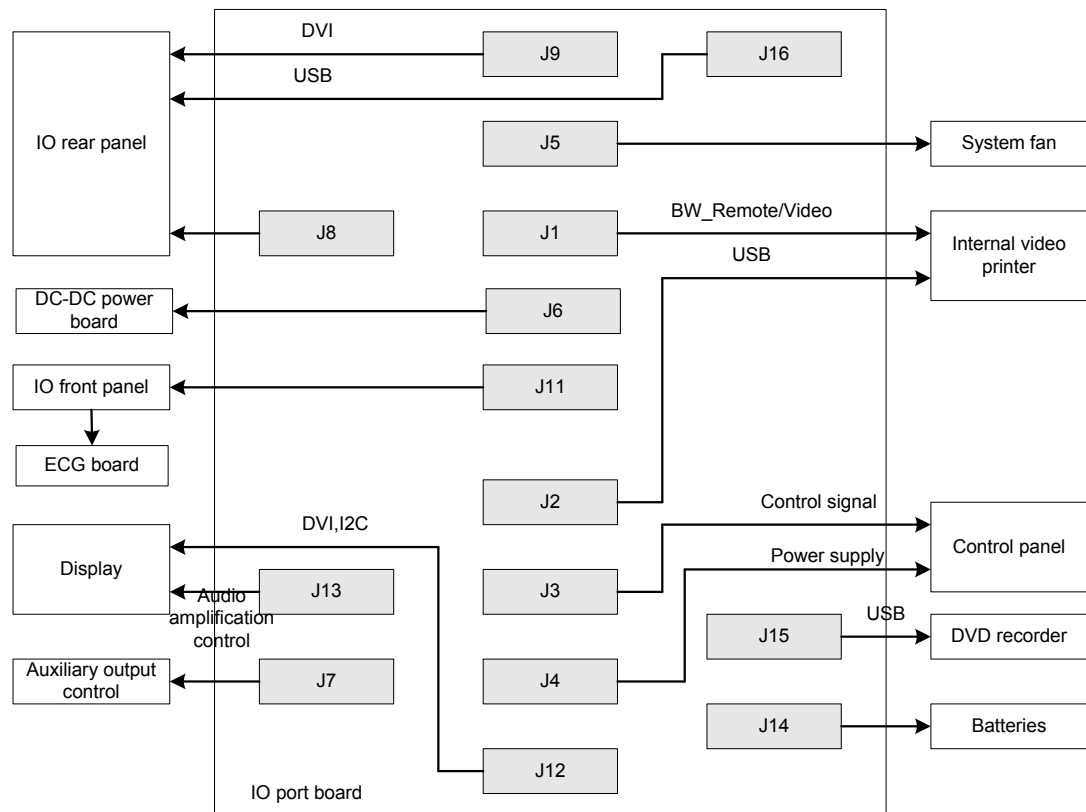 DVI
J9
J16
USB
IO rear panel
J5
System fan
BW_Remote/Video
J8
J1
Internal video
printer
USB
DC-DC power
board
J6
IO front panel
J11
ECG board
J2
Control signal
DVI,I2C
Display
Power supply
Control panel
J13
J3
Audio
amplification
control
USB
J15
DVD recorder
Auxiliary output
control
J7
J4
J14
Batteries
J12
IO port board